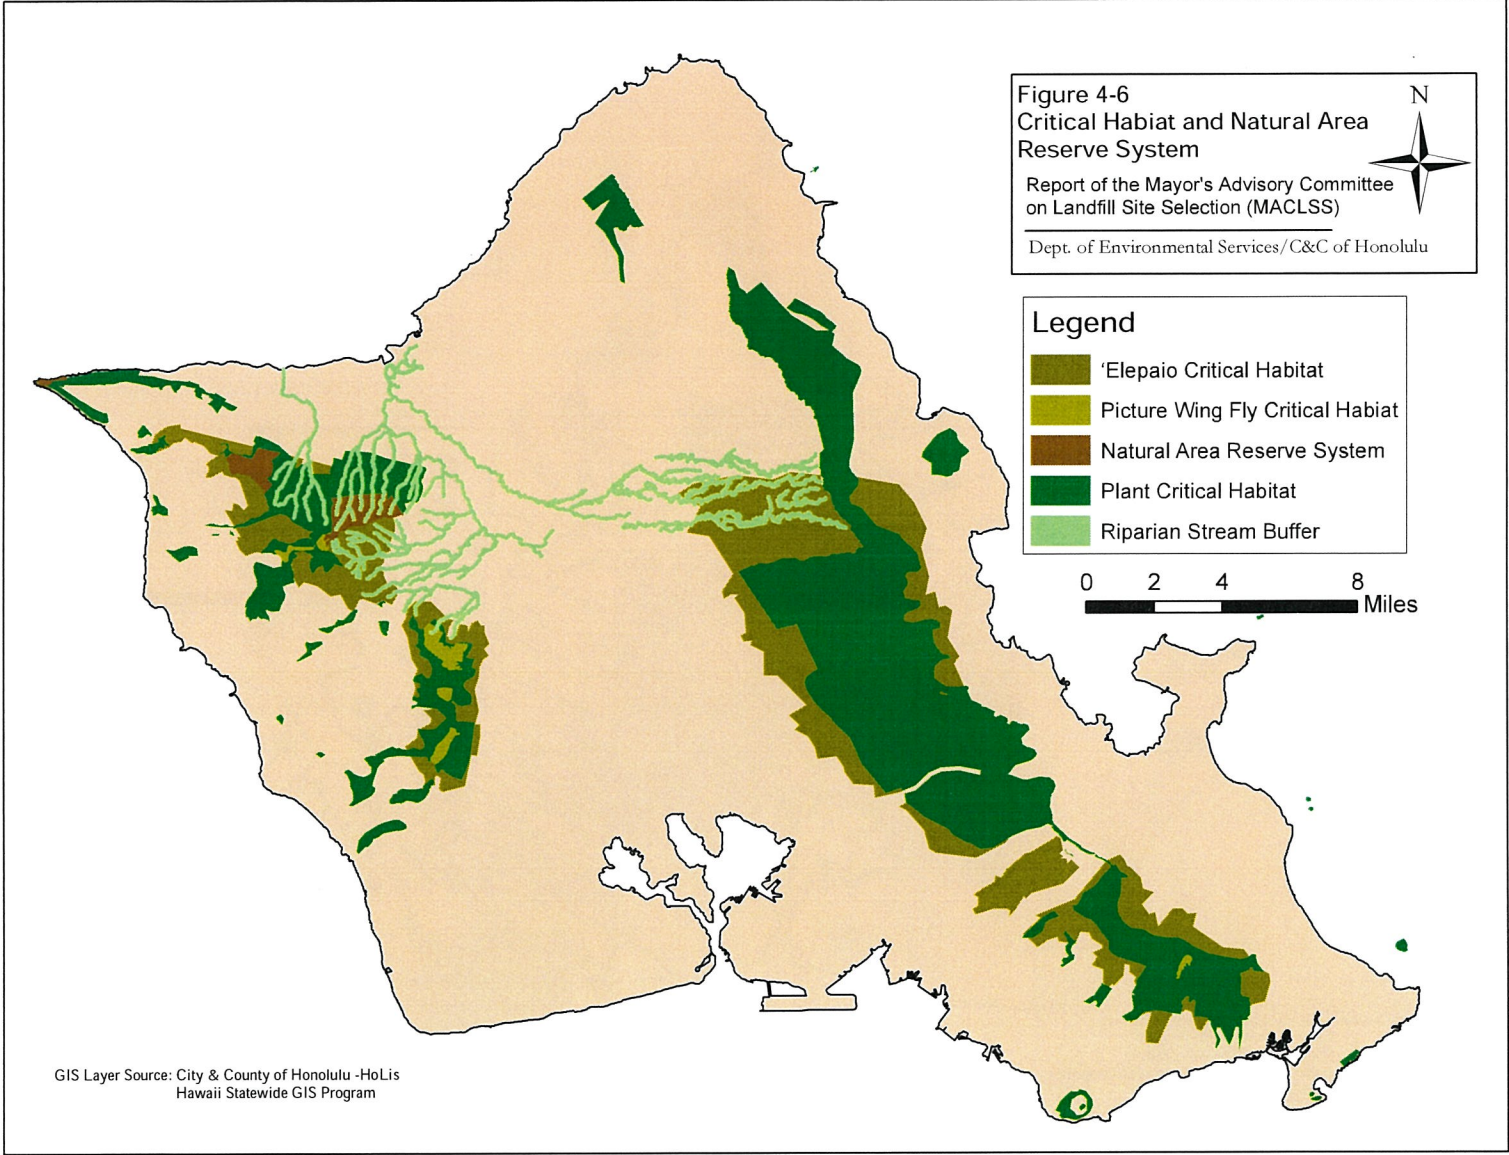 Figure 4-6
Critical Habiat and Natural Area
Reserve System
Report of the Mayor's Advisory Committee
on Landfill Site Selection (MACLSS)
Dept. of Environmental Services/C&C of Honolulu
N
Legend
‘Elepaio Critical Habitat
Picture Wing Fly Critical Habiat
Natural Area Reserve System
Plant Critical Habitat
Riparian Stream Buffer
0 2 4 8
Miles
GIS Layer Source: City & County of Honolulu -HoLis
Hawaii Statewide GIS Program